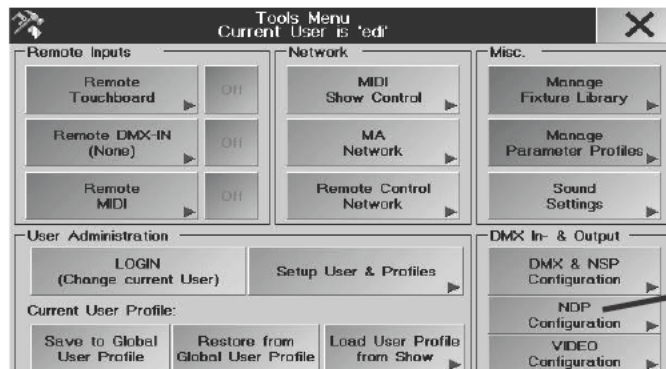 Tools Menu
Current User is 'edi'
Remote Inputs
Remote
Touchboard
Off
Remote DMX-IN
(None)
Off
Remote
MIDI
Off
Network
MIDI
Show Control
MA
Network
Remote Control
Network
Misc.
Manage
Fixture Library
Manage
Parameter Profiles
Sound
Settings
User Administration
LOGIN
(Change current User)
Setup User & Profiles
Current User Profile:
Save to Global
User Profile
Restore from
Global User Profile
Load User Profile
from Show
DMX In- & Output
DMX & NSP
Configuration
NDP
Configuration
VIDEO
Configuration